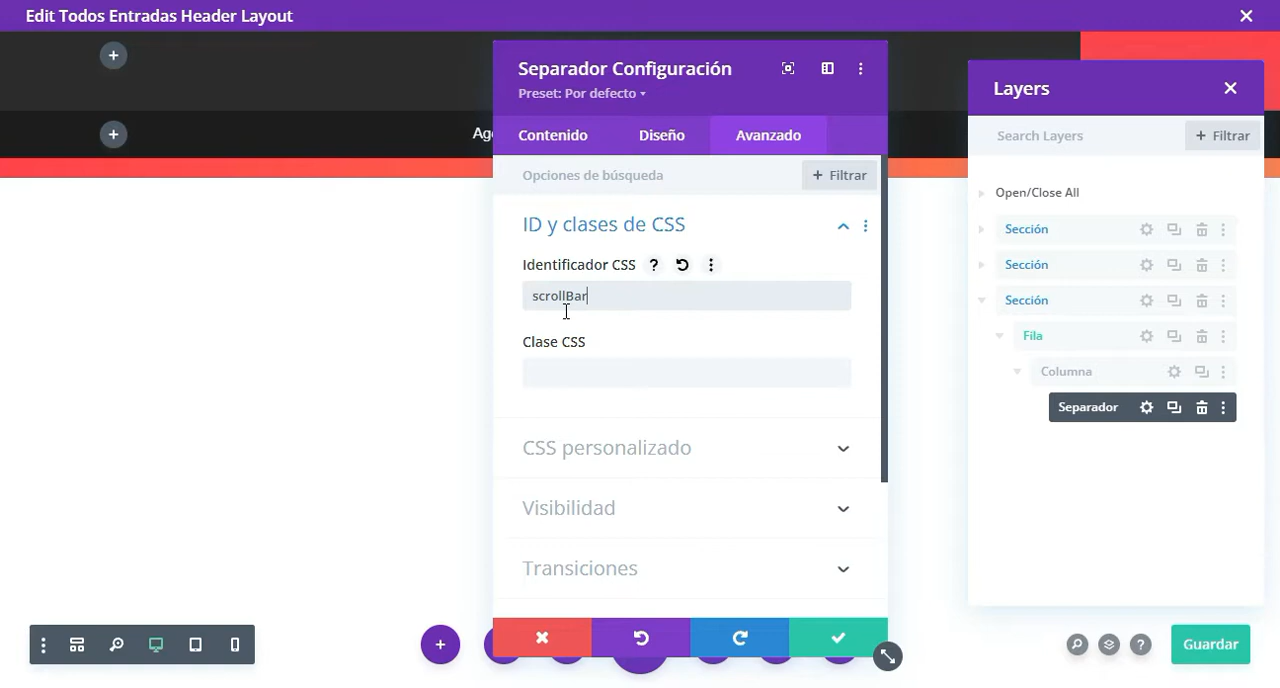 Edit Todos Entradas Header Layout
Separador Configuración
Preset: Por defecto
Contenido
Diseño
Avanzado
Opciones de búsqueda
+ Filtrar
ID y clases de CSS
Identificador CSS ?
scrollBar
Clase CSS
CSS personalizado
Visibilidad
Transiciones
Age
Layers
Search Layers
+ Filtrar
Open/Close All
Sección
Sección
Sección
Fila
Columna
Separador
?
Guardar